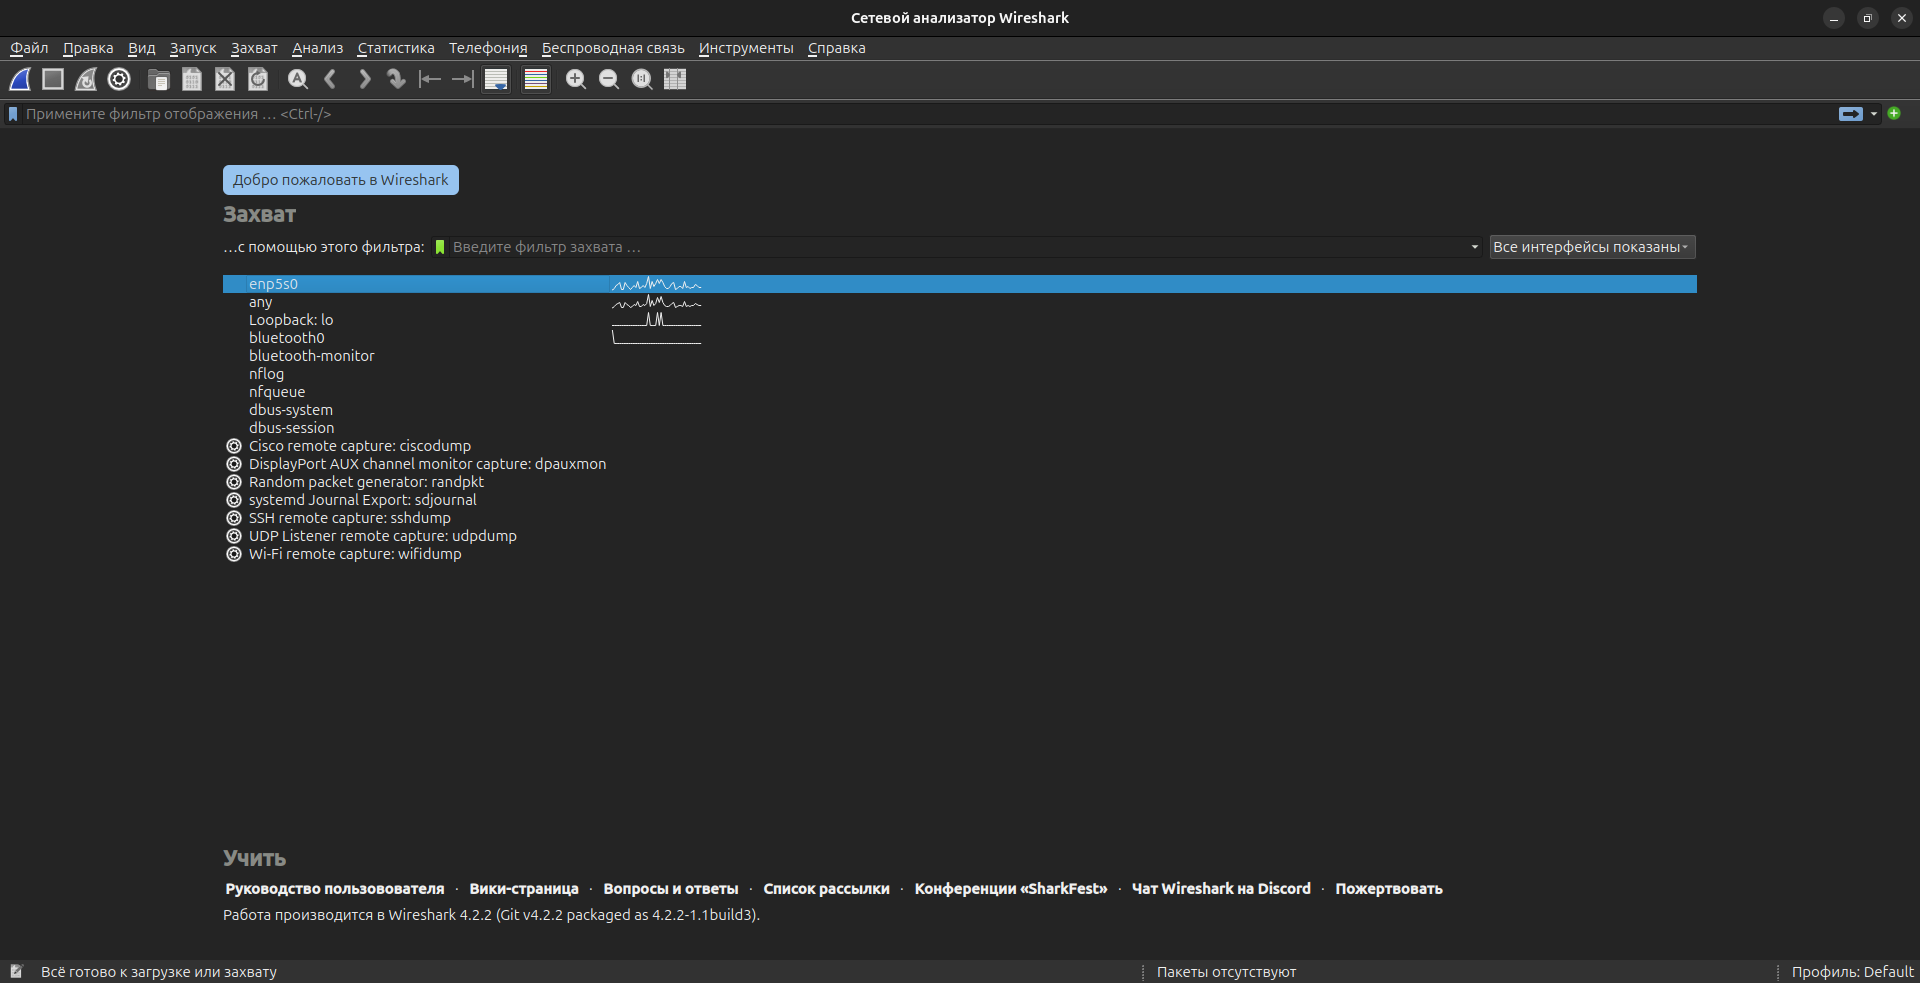 Сетевой анализатор Wireshark
Файл Правка Вид Запуск Захват Анализ Статистика Телефония Беспроводная связь Инструменты Справка
Примените фильтр отображения … <Ctrl-/>
Добро пожаловать в Wireshark
Захват
…с помощью этого фильтра: Введите фильтр захвата … Все интерфейсы показаны
enp5s0
any
Loopback: lo
bluetooth0
bluetooth-monitor
nflog
nfqueue
dbus-system
dbus-session
Cisco remote capture: ciscodump
DisplayPort AUX channel monitor capture: dpauxmon
Random packet generator: randpkt
systemd Journal Export: sdjournal
SSH remote capture: sshdump
UDP Listener remote capture: udpdump
Wi-Fi remote capture: wifidump
Учить
Руководство пользовователя · Вики-страница · Вопросы и ответы · Список рассылки · Конференции «SharkFest» · Чат Wireshark на Discord · Пожертвовать
Работа производится в Wireshark 4.2.2 (Git v4.2.2 packaged as 4.2.2-1.1build3).
Всё готово к загрузке или захвату Пакеты отсутствуют Профиль: Default